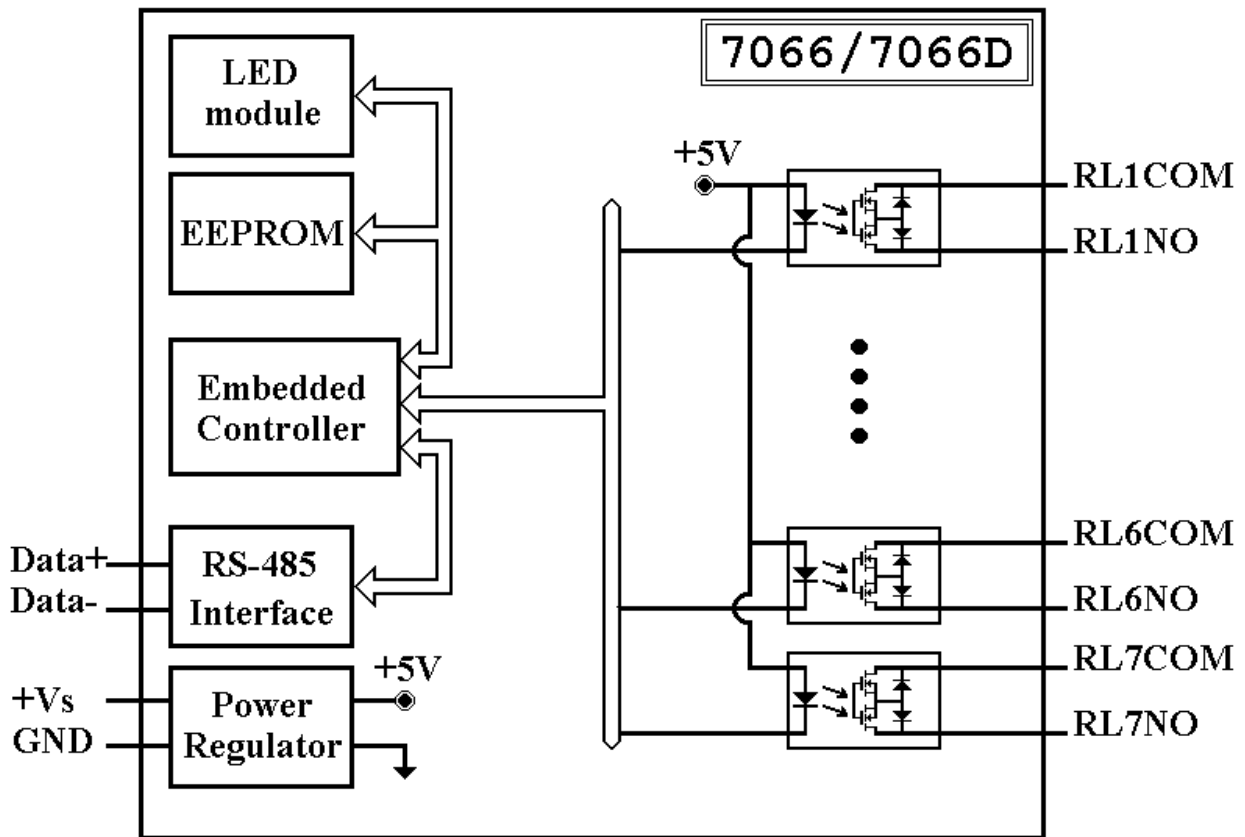 7066/7066D
LED
module
EEPROM
Embedded
Controller
RS-485
Interface
Power
Regulator
Data+
Data-
+Vs
GND
+5V
+5V
RL1COM
RL1NO
RL6COM
RL6NO
RL7COM
RL7NO